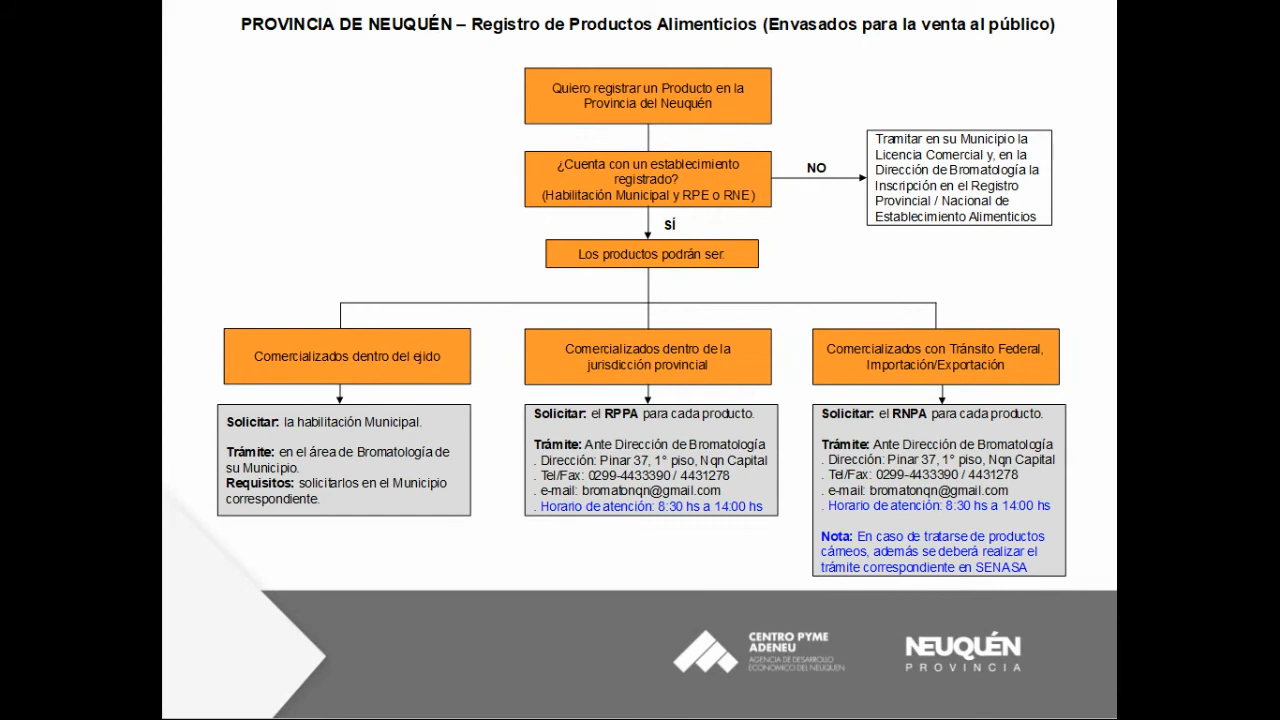 PROVINCIA DE NEUQUÉN – Registro de Productos Alimenticios (Envasados para la venta al público)
Quiero registrar un Producto en la
Provincia del Neuquén
¿Cuenta con un establecimiento
registrado?
(Habilitación Municipal y RPE o RNE)
NO
Tramitar en su Municipio la
Licencia Comercial y, en la
Dirección de Bromatología la
Inscripción en el Registro
Provincial / Nacional de
Establecimiento Alimenticios
SÍ
Los productos podrán ser:
Comercializados dentro del ejido
Solicitar: la habilitación Municipal.
Trámite: en el área de Bromatología de
su Municipio.
Requisitos: solicitarlos en el Municipio
correspondiente.
Comercializados dentro de la
jurisdicción provincial
Solicitar: el RPPA para cada producto.
Trámite: Ante Dirección de Bromatología
. Dirección: Pinar 37, 1° piso, Nqn Capital
. Tel/Fax: 0299-4433390 / 4431278
. e-mail: bromatonqn@gmail.com
. Horario de atención: 8:30 hs a 14:00 hs
Comercializados con Tránsito Federal,
Importación/Exportación
Solicitar: el RNPA para cada producto.
Trámite: Ante Dirección de Bromatología
. Dirección: Pinar 37, 1° piso, Nqn Capital
. Tel/Fax: 0299-4433390 / 4431278
. e-mail: bromatonqn@gmail.com
. Horario de atención: 8:30 hs a 14:00 hs
Nota: En caso de tratarse de productos
cárneos, además se deberá realizar el
trámite correspondiente en SENASA
CENTRO PYME
ADENEU
AGENCIA DE DESARROLLO
ECONOMICO DEL NEUQUEN
NEUQUÉN
PROVINCIA